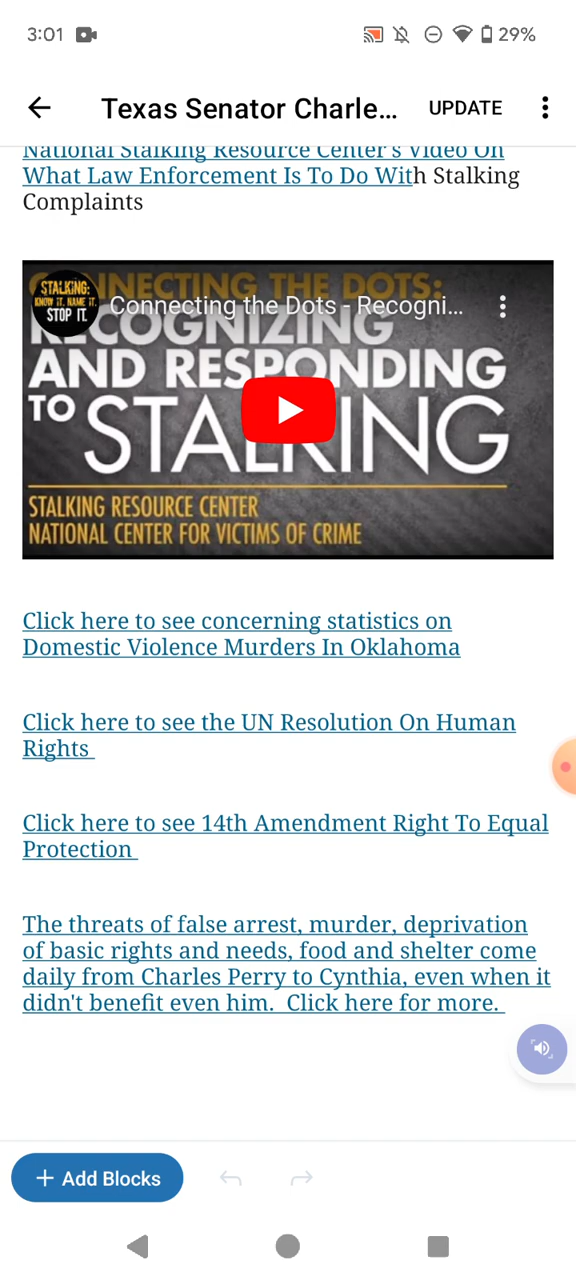 3:01
29%
Texas Senator Charle... UPDATE
National Stalking Resource Center's Video On
What Law Enforcement Is To Do With Stalking
Complaints
STALKING:
KNOW IT. NAME IT.
STOP IT.
Connecting the Dots - Recogni...
CONNECTING THE DOTS:
RECOGNIZING
AND RESPONDING
TO STALKING
STALKING RESOURCE CENTER
NATIONAL CENTER FOR VICTIMS OF CRIME
Click here to see concerning statistics on
Domestic Violence Murders In Oklahoma
Click here to see the UN Resolution On Human
Rights
Click here to see 14th Amendment Right To Equal
Protection
The threats of false arrest, murder, deprivation
of basic rights and needs, food and shelter come
daily from Charles Perry to Cynthia, even when it
didn't benefit even him.  Click here for more.
+ Add Blocks